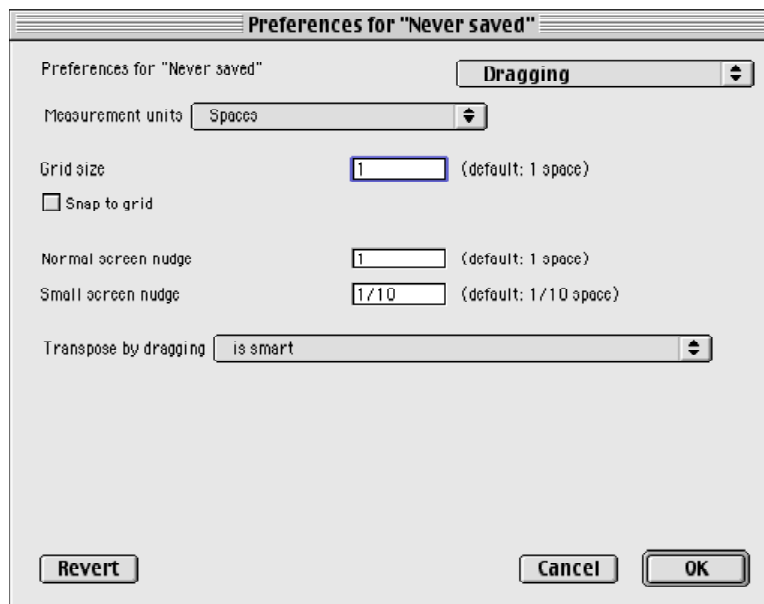 Preferences for "Never saved"
Preferences for "Never saved" Dragging
Measurement units Spaces
Grid size 1 (default: 1 space)
Snap to grid
Normal screen nudge 1 (default: 1 space)
Small screen nudge 1/10 (default: 1/10 space)
Transpose by dragging is smart
Revert Cancel OK